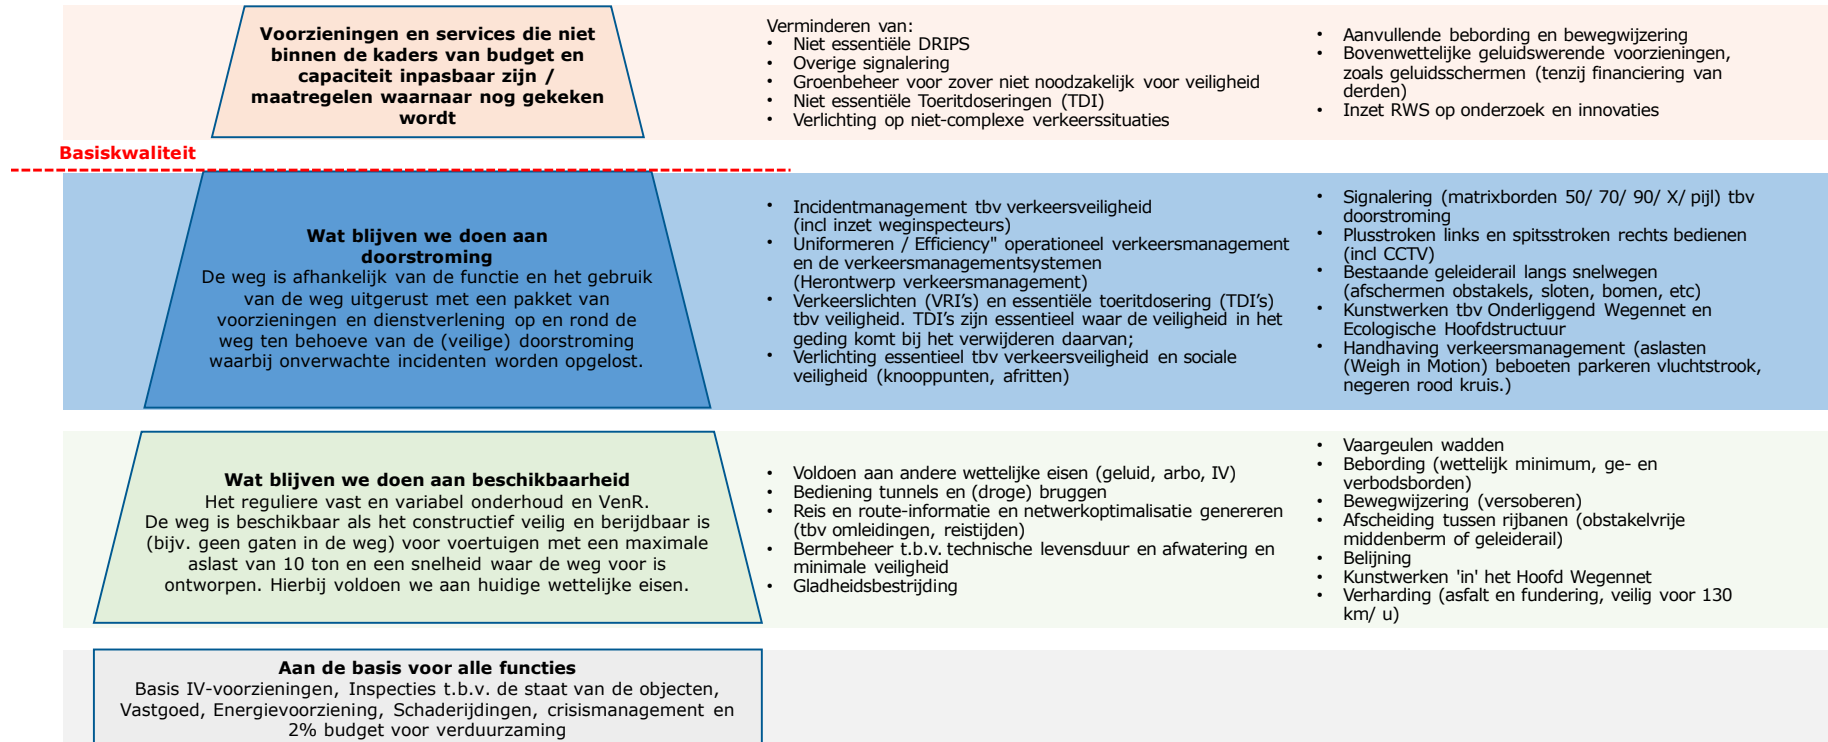 Voorzieningen en services die niet
binnen de kaders van budget en
capaciteit inpasbaar zijn /
maatregelen waarnaar nog gekeken
wordt
Verminderen van:
• Niet essentiële DRIPS
• Overige signalering
• Groenbeheer voor zover niet noodzakelijk voor veiligheid
• Niet essentiële Toeritdoseringen (TDI)
• Verlichting op niet-complexe verkeerssituaties
• Aanvullende bebording en bewegwijzering
• Bovenwettelijke geluidswerende voorzieningen,
zoals geluidsschermen (tenzij financiering van
derden)
• Inzet RWS op onderzoek en innovaties
Basiskwaliteit
Wat blijven we doen aan
doorstroming
De weg is afhankelijk van de functie en het gebruik
van de weg uitgerust met een pakket van
voorzieningen en dienstverlening op en rond de
weg ten behoeve van de (veilige) doorstroming
waarbij onverwachte incidenten worden opgelost.
• Incidentmanagement tbv verkeersveiligheid
(incl inzet weginspecteurs)
• Uniformeren / Efficiency" operationeel verkeersmanagement
en de verkeersmanagementsystemen
(Herontwerp verkeersmanagement)
• Verkeerslichten (VRI’s) en essentiële toeritdosering (TDI’s)
tbv veiligheid. TDI’s zijn essentieel waar de veiligheid in het
geding komt bij het verwijderen daarvan;
• Verlichting essentieel tbv verkeersveiligheid en sociale
veiligheid (knooppunten, afritten)
• Signalering (matrixborden 50/ 70/ 90/ X/ pijl) tbv
doorstroming
• Plusstroken links en spitsstroken rechts bedienen
(incl CCTV)
• Bestaande geleiderail langs snelwegen
(afschermen obstakels, sloten, bomen, etc)
• Kunstwerken tbv Onderliggend Wegennet en
Ecologische Hoofdstructuur
• Handhaving verkeersmanagement (aslasten
(Weigh in Motion) beboeten parkeren vluchtstrook,
negeren rood kruis.)
Wat blijven we doen aan beschikbaarheid
Het reguliere vast en variabel onderhoud en VenR.
De weg is beschikbaar als het constructief veilig en berijdbaar is
(bijv. geen gaten in de weg) voor voertuigen met een maximale
aslast van 10 ton en een snelheid waar de weg voor is
ontworpen. Hierbij voldoen we aan huidige wettelijke eisen.
• Voldoen aan andere wettelijke eisen (geluid, arbo, IV)
• Bediening tunnels en (droge) bruggen
• Reis en route-informatie en netwerkoptimalisatie genereren
(tbv omleidingen, reistijden)
• Bermbeheer t.b.v. technische levensduur en afwatering en
minimale veiligheid
• Gladheidsbestrijding
• Vaargeulen wadden
• Bebording (wettelijk minimum, ge- en
verbodsborden)
• Bewegwijzering (versoberen)
• Afscheiding tussen rijbanen (obstakelvrije
middenberm of geleiderail)
• Belijning
• Kunstwerken 'in' het Hoofd Wegennet
• Verharding (asfalt en fundering, veilig voor 130
km/ u)
Aan de basis voor alle functies
Basis IV-voorzieningen, Inspecties t.b.v. de staat van de objecten,
Vastgoed, Energievoorziening, Schaderijdingen, crisismanagement en
2% budget voor verduurzaming